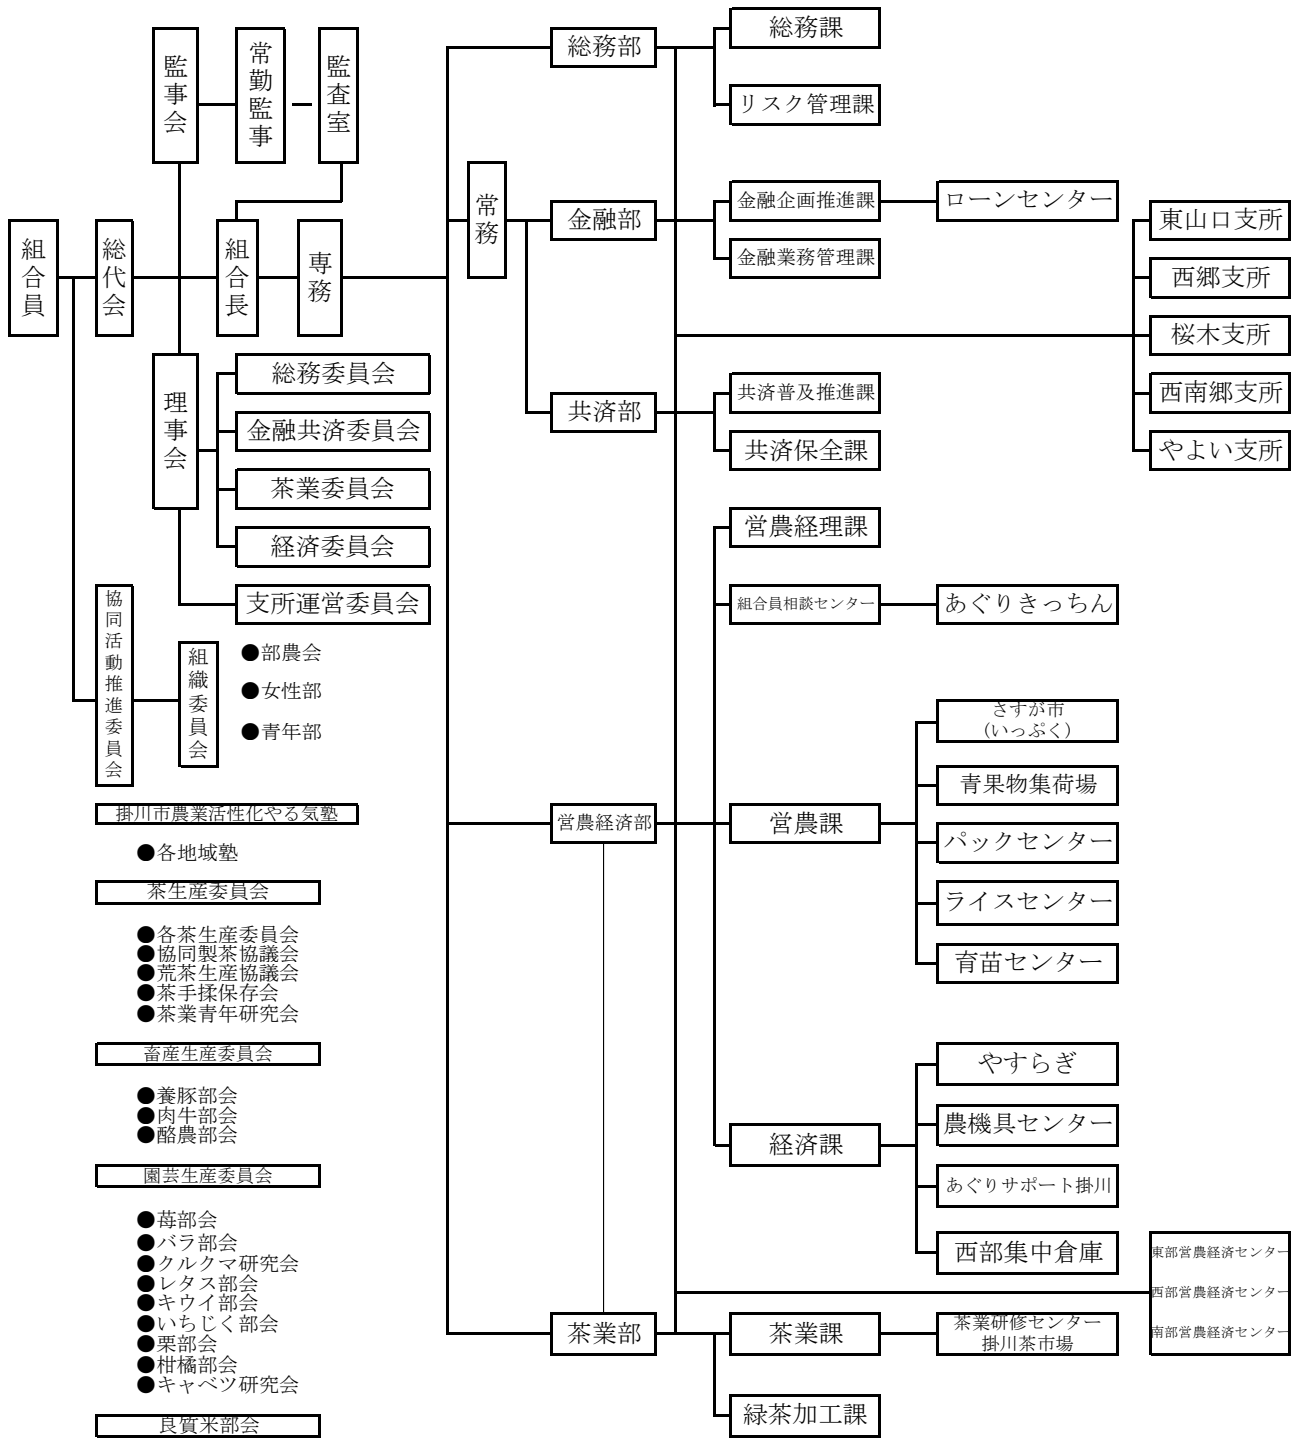 組合員
総代会
監事会
常勤監事
監査室
組合長
専務
理事会
総務委員会
金融共済委員会
茶業委員会
経済委員会
支所運営委員会
協同活動推進委員会
組織委員会
●部農会
●女性部
●青年部
掛川市農業活性化やる気塾
●各地域塾
茶生産委員会
●各茶生産委員会
●協同製茶協議会
●荒茶生産協議会
●茶手揉保存会
●茶業青年研究会
畜産生産委員会
●養豚部会
●肉牛部会
●酪農部会
園芸生産委員会
●苺部会
●バラ部会
●クルクマ研究会
●レタス部会
●キウイ部会
●いちじく部会
●栗部会
●柑橘部会
●キャベツ研究会
良質米部会
常務
総務部
総務課
リスク管理課
金融部
金融企画推進課
ローンセンター
金融業務管理課
共済部
共済普及推進課
共済保全課
東山口支所
西郷支所
桜木支所
西南郷支所
やよい支所
営農経済部
営農経理課
組合員相談センター
あぐりきっちん
営農課
さすが市
（いっぷく）
青果物集荷場
パックセンター
ライスセンター
育苗センター
経済課
やすらぎ
農機具センター
あぐりサポート掛川
西部集中倉庫
茶業部
茶業課
茶業研修センター
掛川茶市場
緑茶加工課
東部営農経済センター
西部営農経済センター
南部営農経済センター